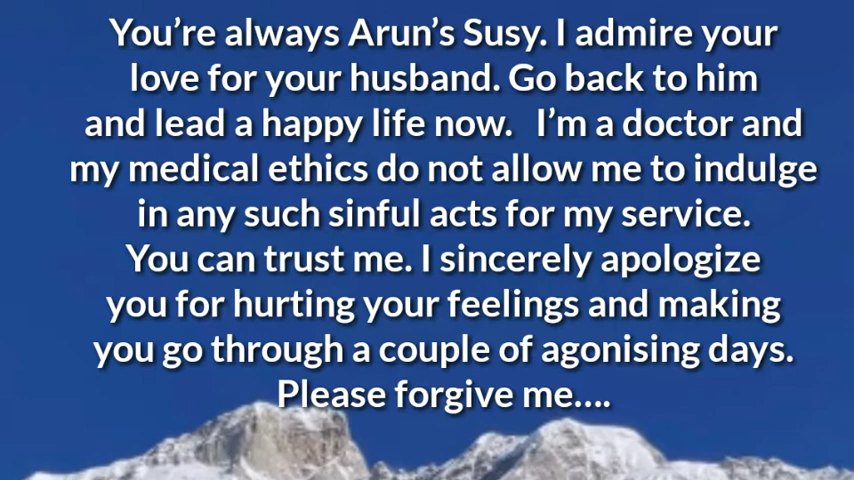 You're always Arun's Susy. I admire your
love for your husband. Go back to him
and lead a happy life now.   I'm a doctor and
my medical ethics do not allow me to indulge
in any such sinful acts for my service.
You can trust me. I sincerely apologize
you for hurting your feelings and making
you go through a couple of agonising days.
Please forgive me....